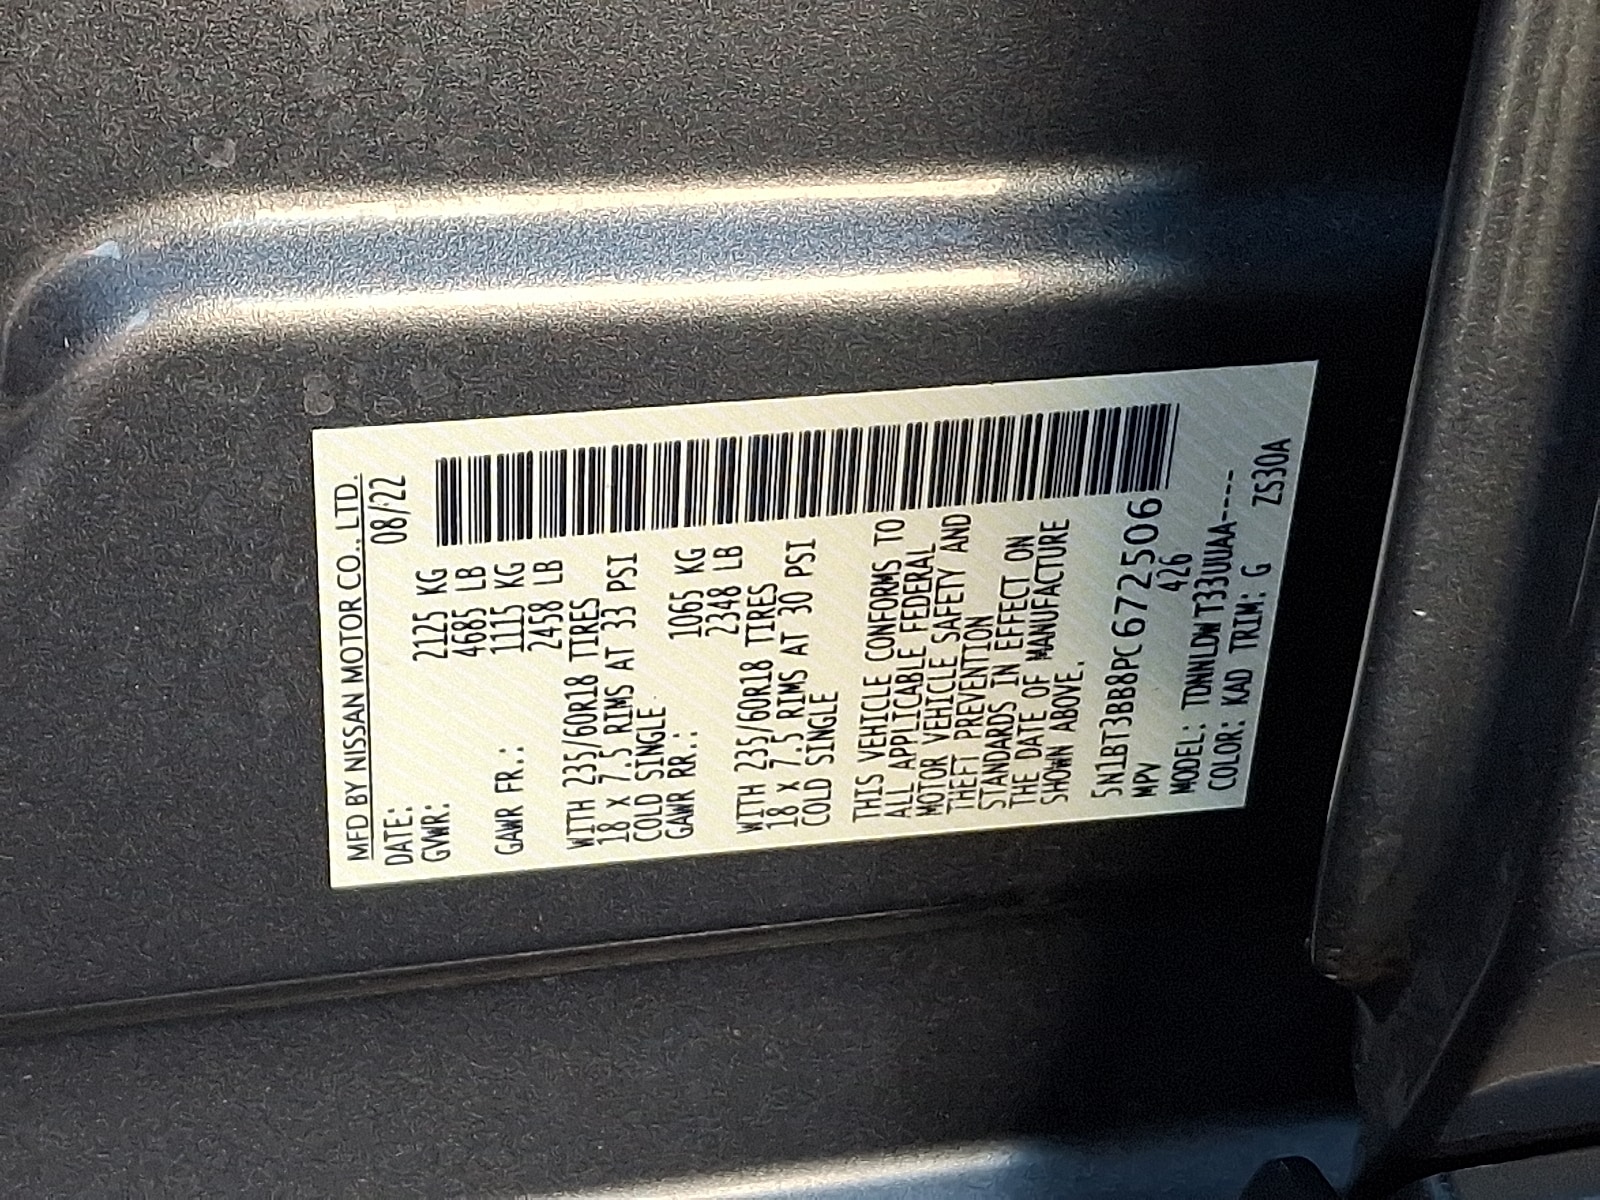 MFD BY NISSAN MOTOR CO., LTD.
DATE: 08/22
GVWR: 2125 KG
4685 LB
GAWR FR.: 1115 KG
2458 LB
WITH 235/60R18 TIRES
18 X 7.5 RIMS AT 33 PSI
COLD SINGLE
GAWR RR.: 1065 KG
2348 LB
WITH 235/60R18 TIRES
18 X 7.5 RIMS AT 30 PSI
COLD SINGLE
THIS VEHICLE CONFORMS TO
ALL APPLICABLE FEDERAL
MOTOR VEHICLE SAFETY AND
THEFT PREVENTION
STANDARDS IN EFFECT ON
THE DATE OF MANUFACTURE
SHOWN ABOVE.
5N1BT3BB8PC672506
MPV 426
MODEL: TDNNLDWT33UUAA-----
COLOR: KAD TRIM: G ZS30A